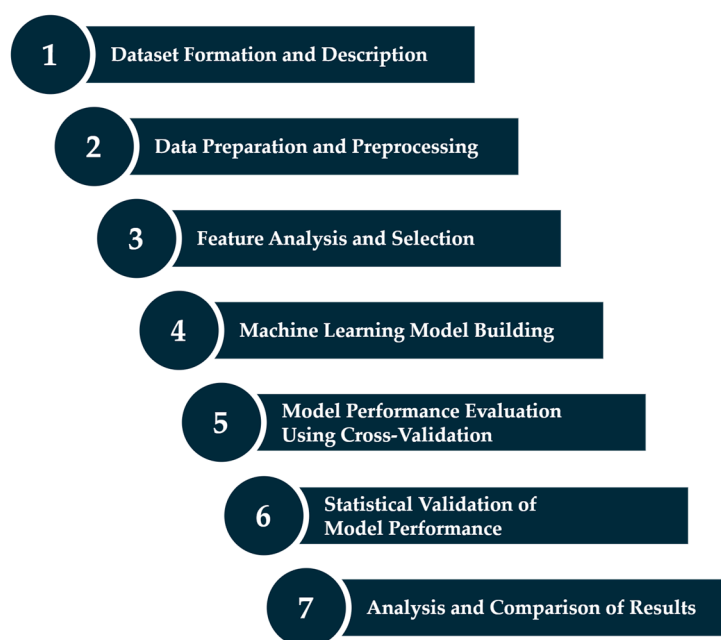 1
Dataset Formation and Description
2
Data Preparation and Preprocessing
3
Feature Analysis and Selection
4
Machine Learning Model Building
5
Model Performance Evaluation
Using Cross-Validation
6
Statistical Validation of
Model Performance
7
Analysis and Comparison of Results